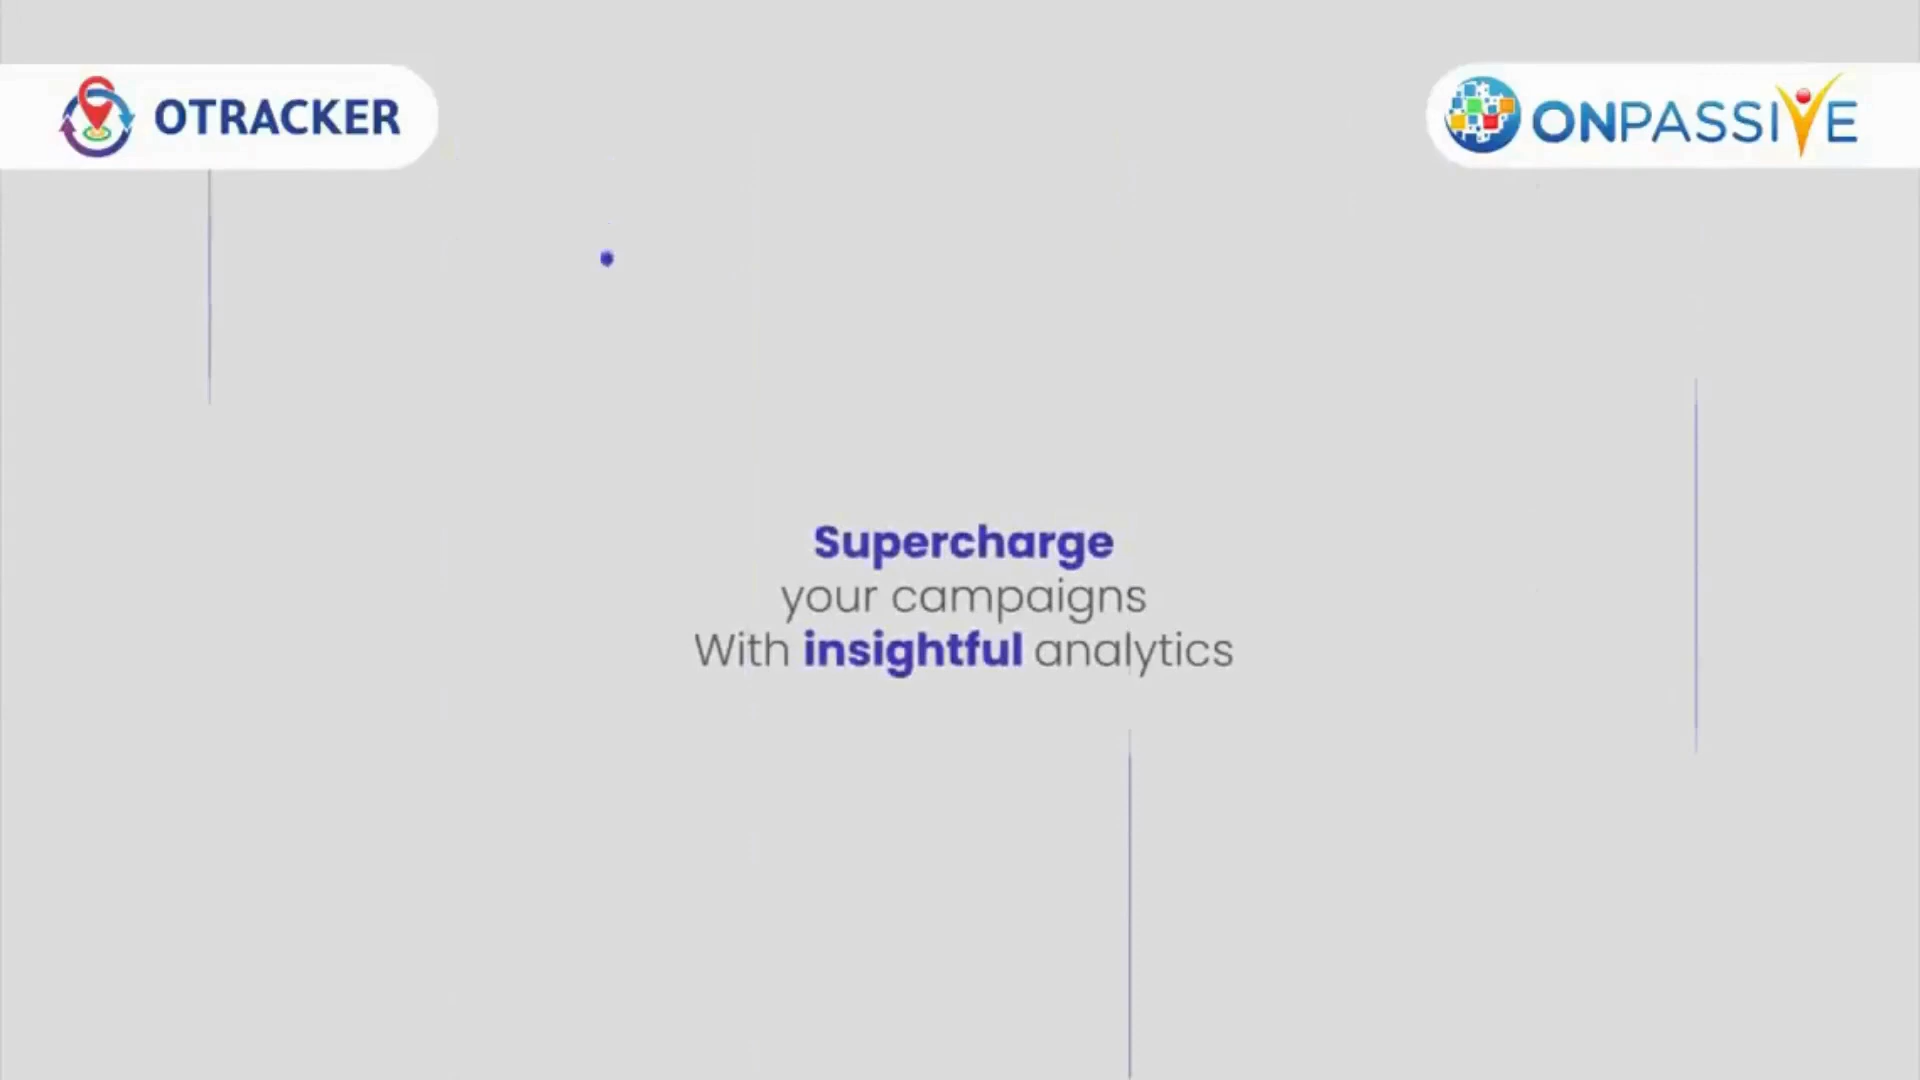 OTRACKER
ONPASSIVE
Supercharge
your campaigns
With insightful analytics